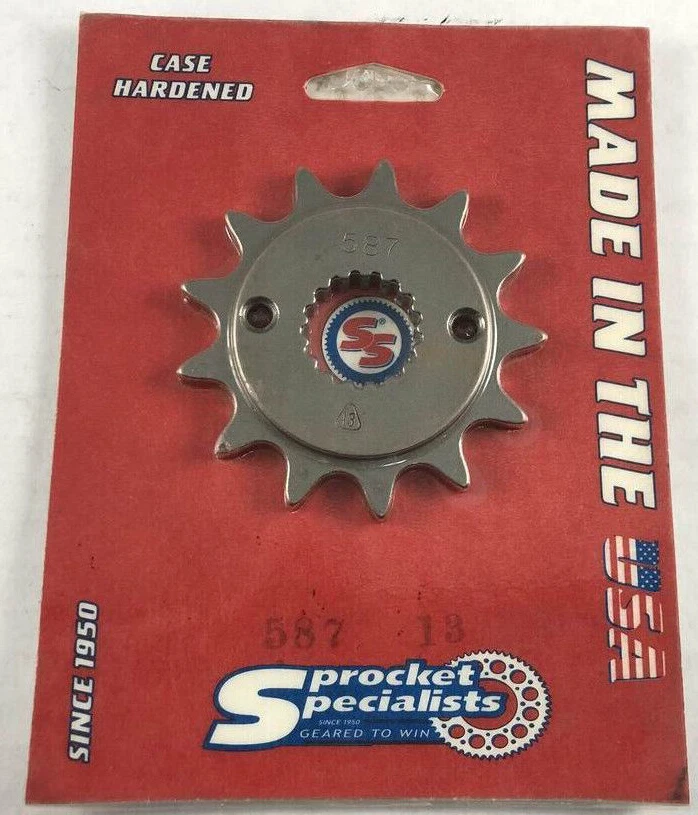 CASE
HARDENED
MADE IN THE USA
587
SS®
13
SINCE 1950
587 13
Sprocket
Specialists
SINCE 1950
GEARED TO WIN